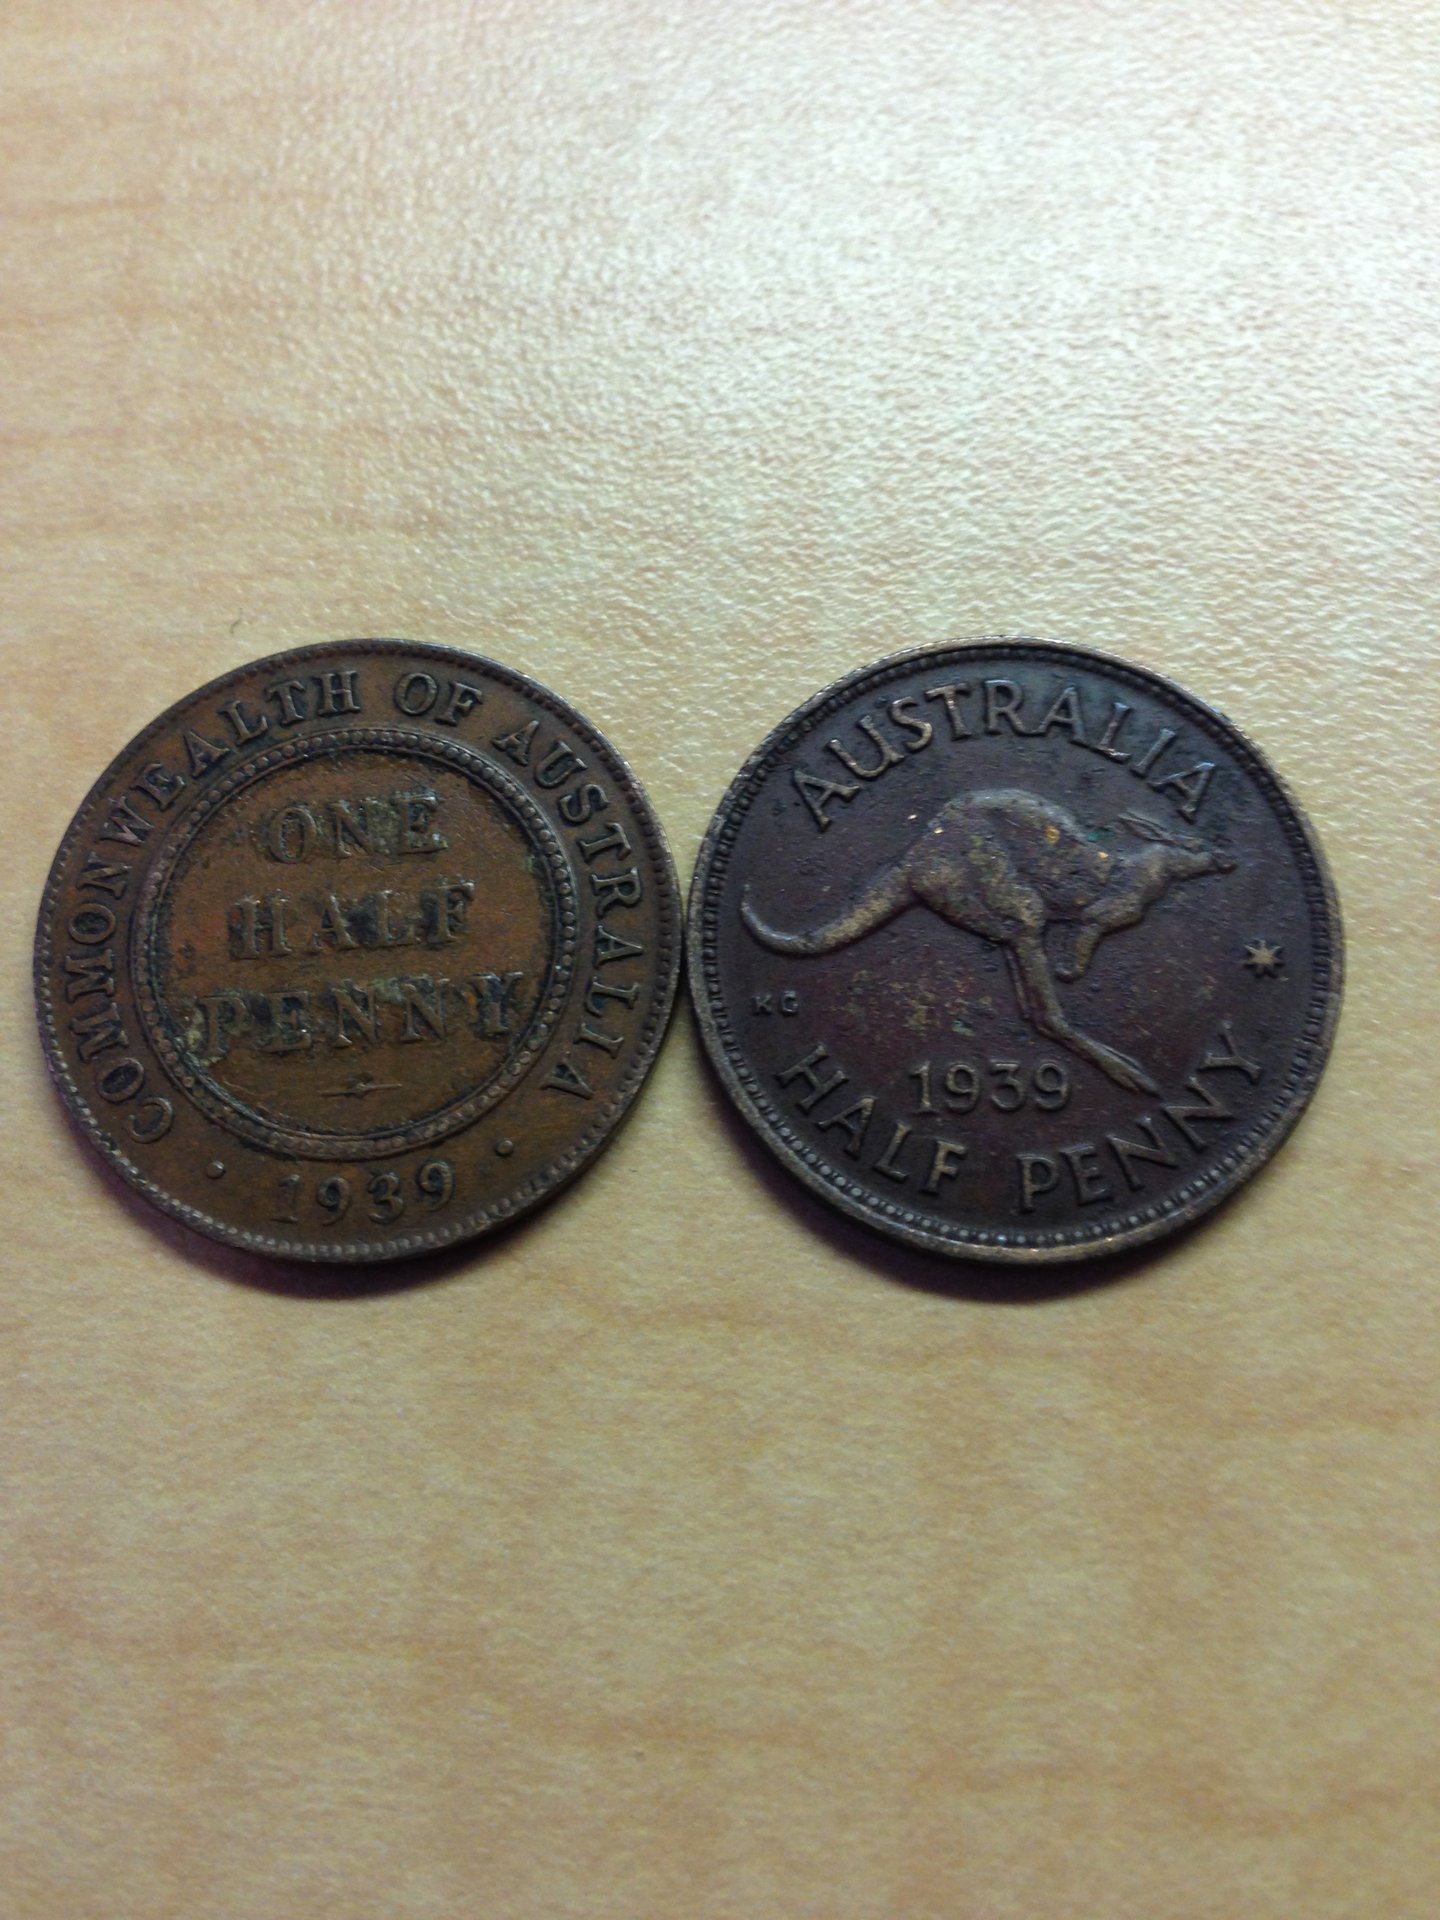 COMMONWEALTH OF AUSTRALIA
ONE
HALF
PENNY
1939
AUSTRALIA
KG
1939
HALF PENNY